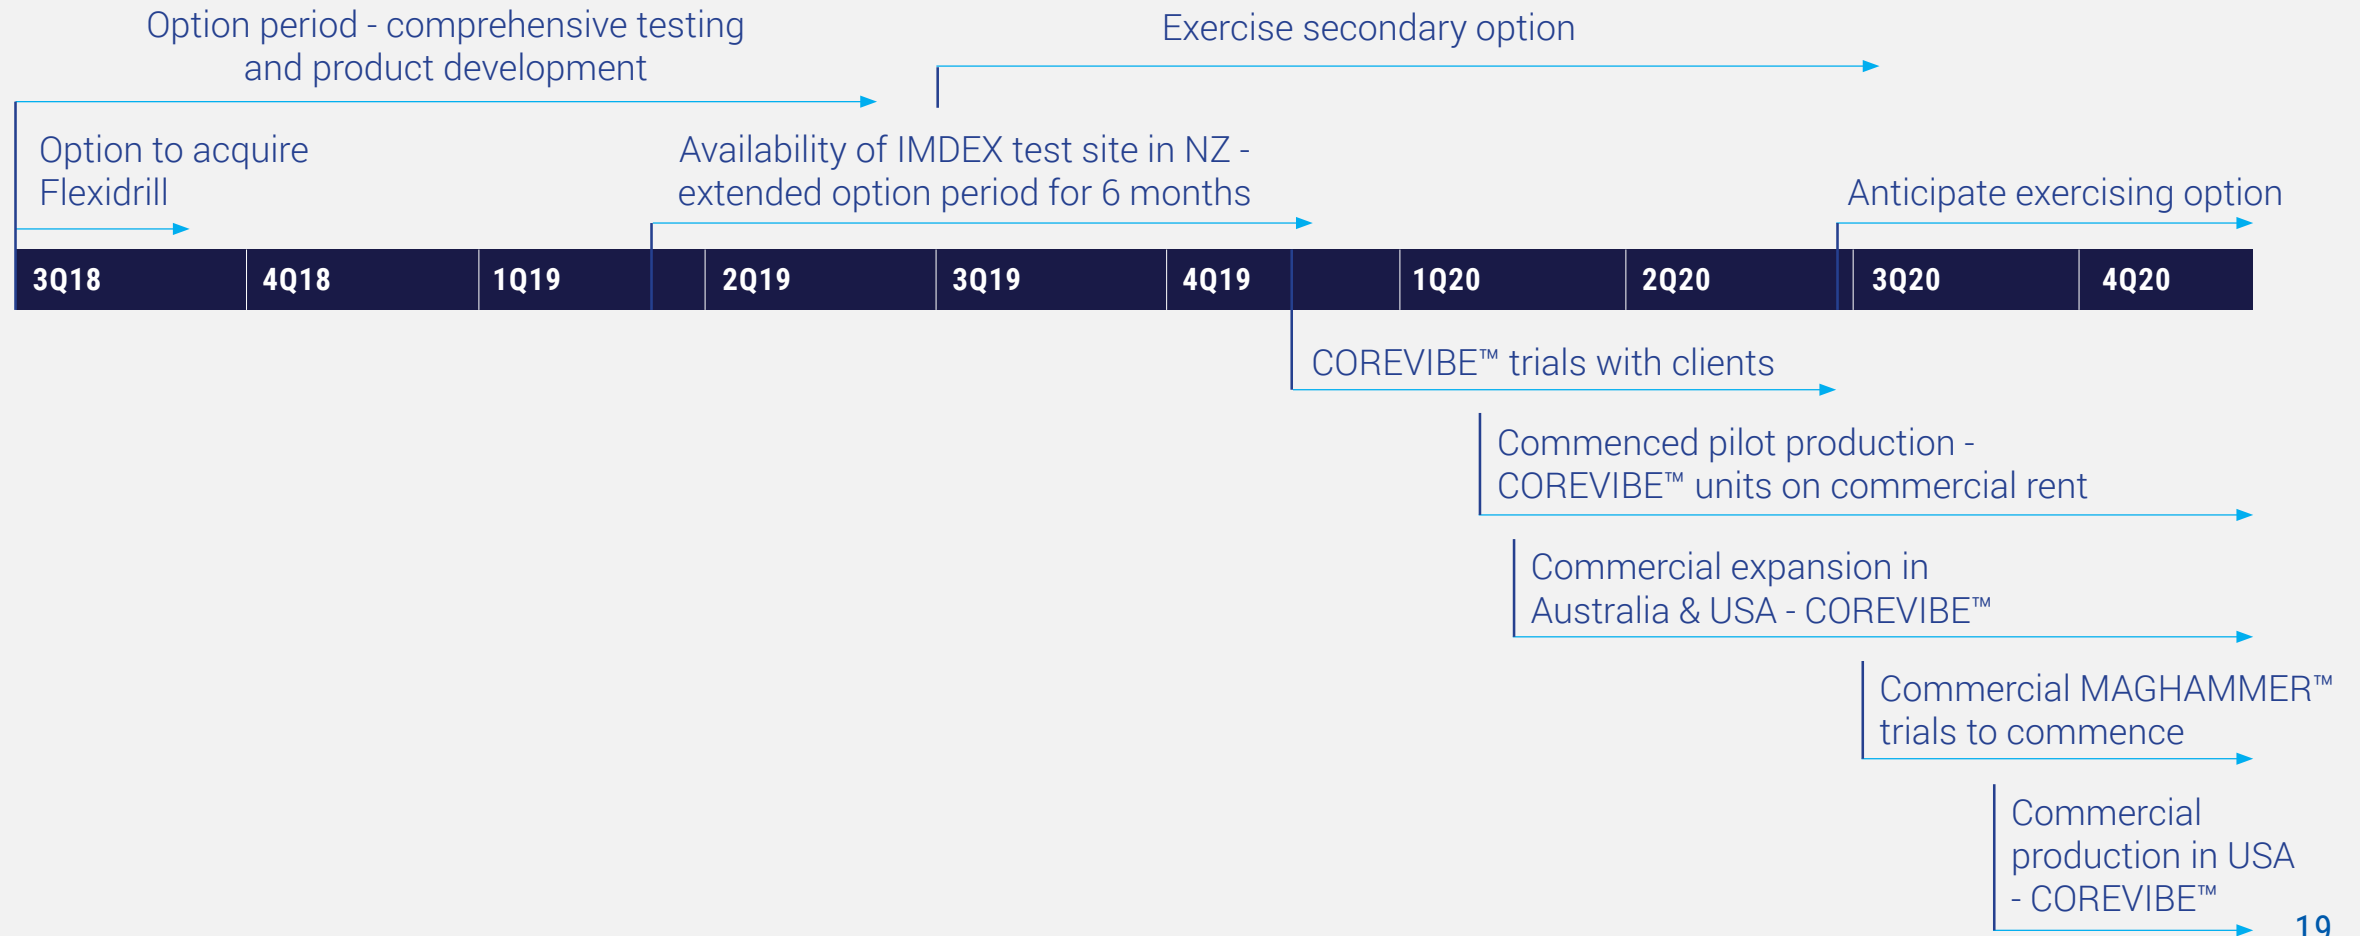 Option period - comprehensive testing
and product development
Exercise secondary option
Option to acquire
Flexidrill
Availability of IMDEX test site in NZ -
extended option period for 6 months
Anticipate exercising option
3Q18 4Q18 1Q19 2Q19 3Q19 4Q19 1Q20 2Q20 3Q20 4Q20
COREVIBE™ trials with clients
Commenced pilot production -
COREVIBE™ units on commercial rent
Commercial expansion in
Australia & USA - COREVIBE™
Commercial MAGHAMMER™
trials to commence
Commercial
production in USA
- COREVIBE™
19